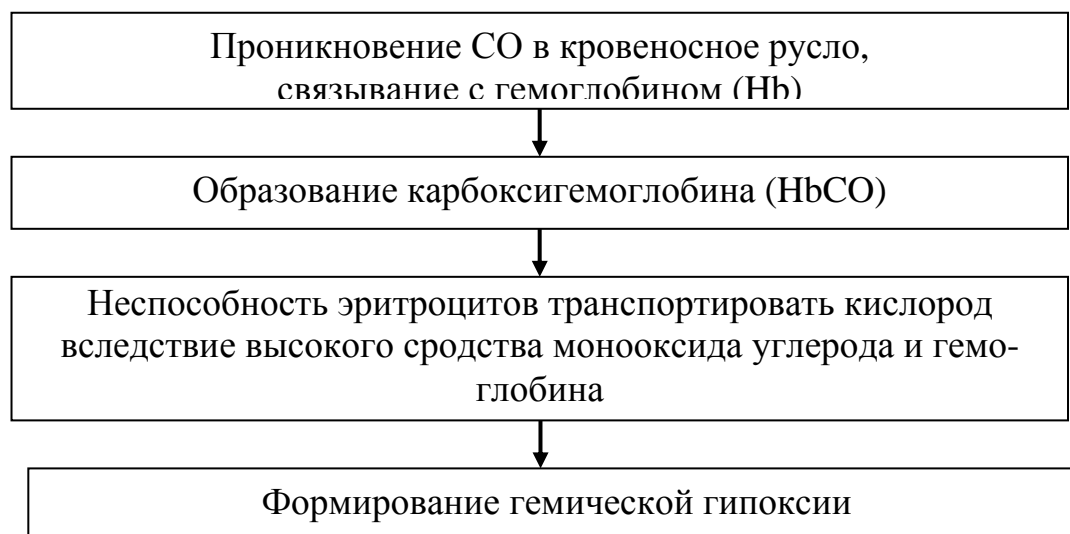 Проникновение СО в кровеносное русло,
связывание с гемоглобином (Hb)
Образование карбоксигемоглобина (HbCO)
Неспособность эритроцитов транспортировать кислород
вследствие высокого сродства монооксида углерода и гемо-
глобина
Формирование гемической гипоксии